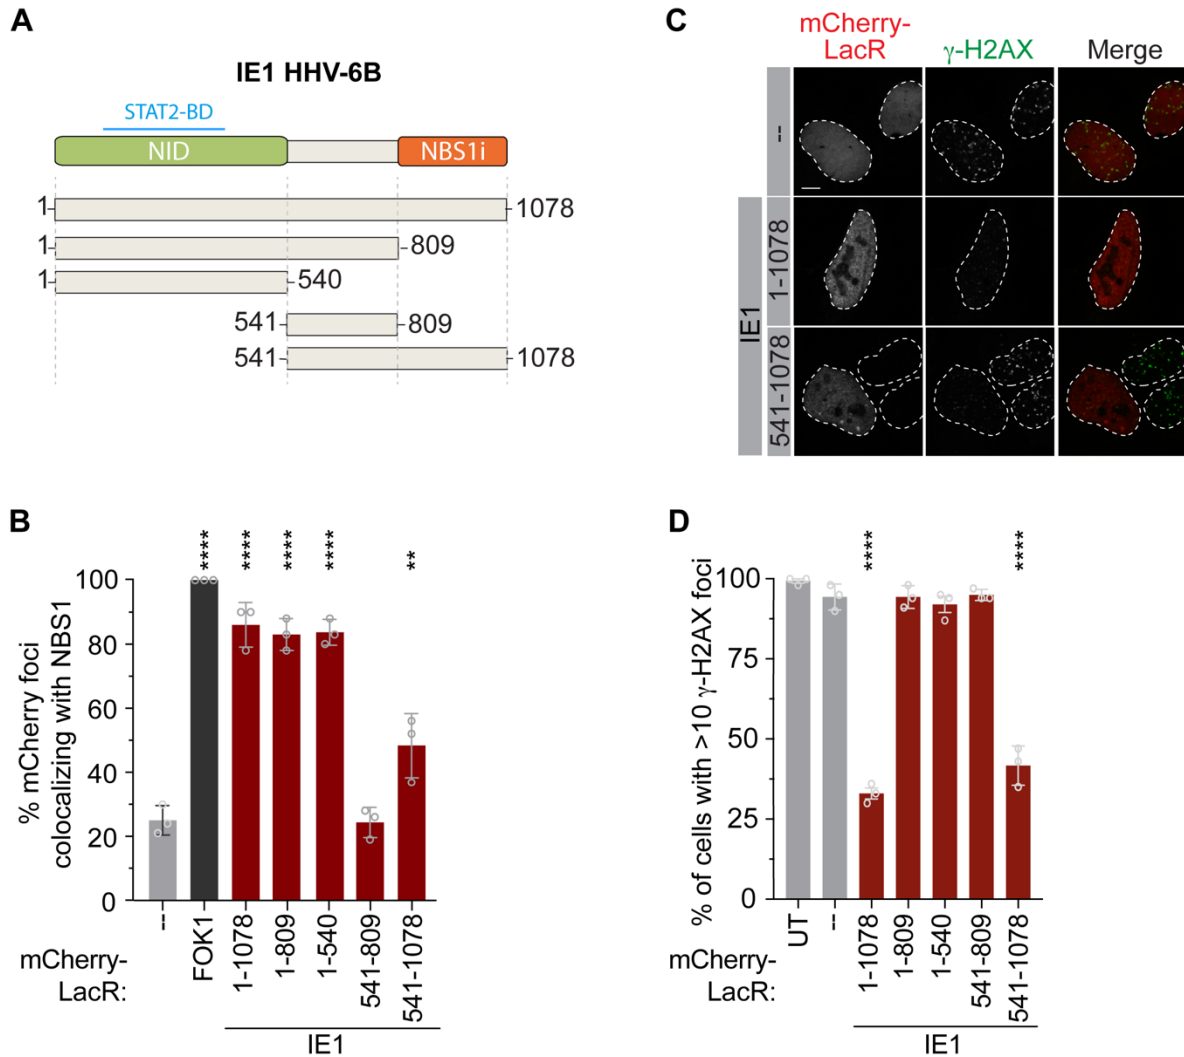 A
IE1 HHV-6B
STAT2-BD
NID
NBS1i
1
1078
1
809
1
540
541
809
541
1078
C
mCherry-
LacR
γ-H2AX
Merge
--
IE1
1-1078
541-1078
B
% mCherry foci
colocalizing with NBS1
100
80
60
40
20
0
****
****
****
****
**
--
FOK1
1-1078
1-809
1-540
541-809
541-1078
mCherry-
LacR:
IE1
D
% of cells with >10 γ-H2AX foci
100
75
50
25
0
****
****
UT
--
1-1078
1-809
1-540
541-809
541-1078
mCherry-
LacR:
IE1